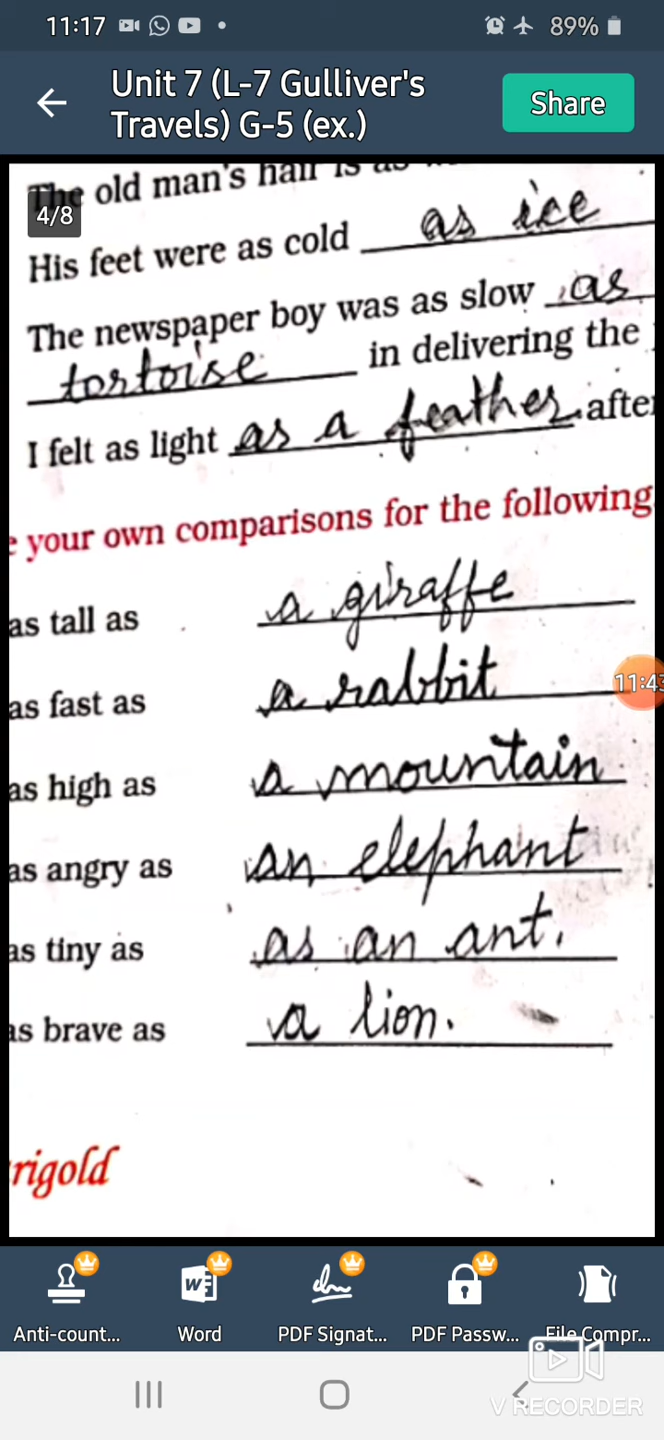 11:17 89%
Unit 7 (L-7 Gulliver's
Travels) G-5 (ex.)
Share
The old man's hair is as
4/8
His feet were as cold as ice
The newspaper boy was as slow as
tortoise in delivering the
I felt as light as a feather after
your own comparisons for the following
as tall as a giraffe
as fast as a rabbit
11:43
as high as a mountain
as angry as an elephant
as tiny as as an ant.
as brave as a lion.
rigold
Anti-count... Word PDF Signat... PDF Passw... File Compr...
V RECORDER